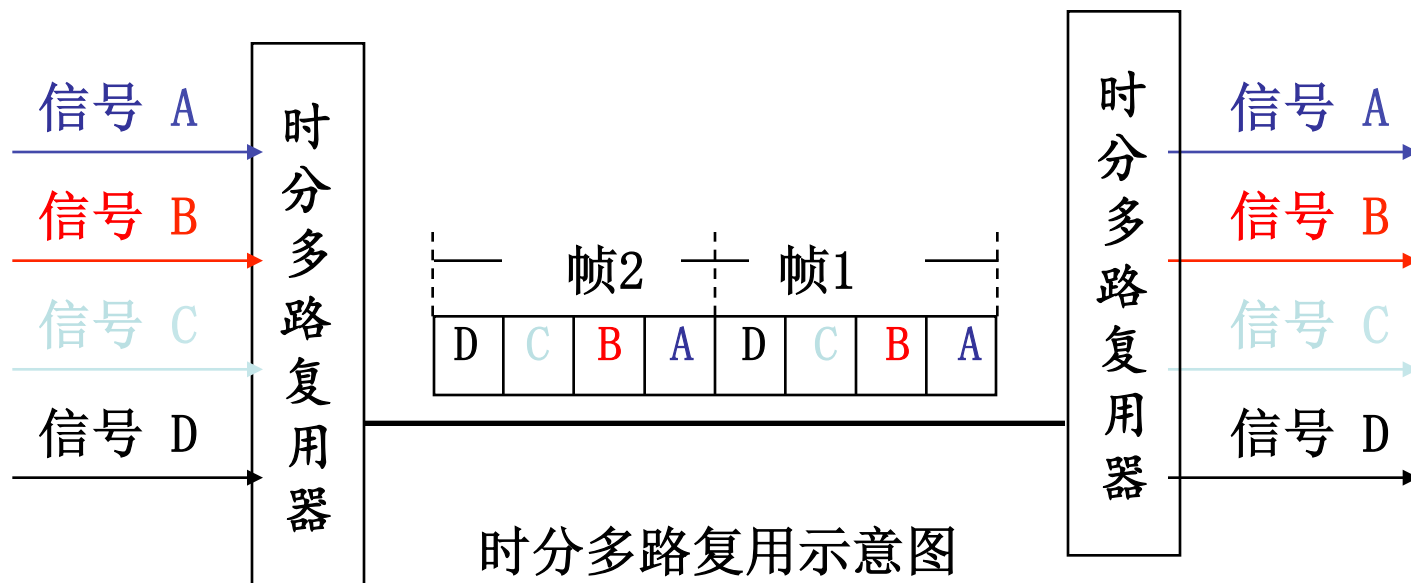 信号 A
信号 B
信号 C
信号 D
时分多路复用器
帧2
帧1
D C B A D C B A
时分多路复用器
信号 A
信号 B
信号 C
信号 D
时分多路复用示意图